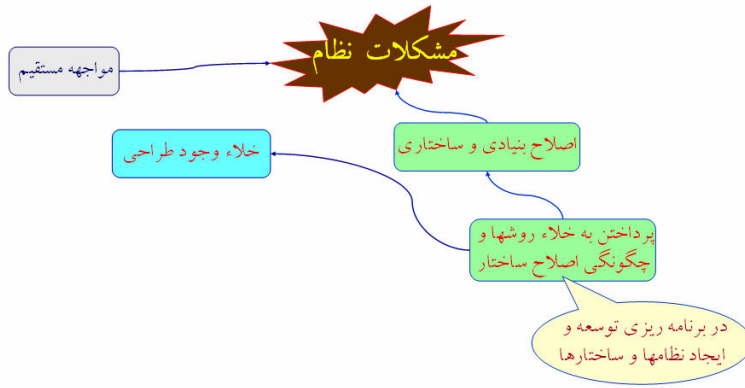 مشکلات نظام
مواجهه مستقیم
اصلاح بنیادی و ساختاری
خلاء وجود طراحی
پرداختن به خلاء روشها و
چگونگی اصلاح ساختار
در برنامه ریزی توسعه و
ایجاد نظامها و ساختارها